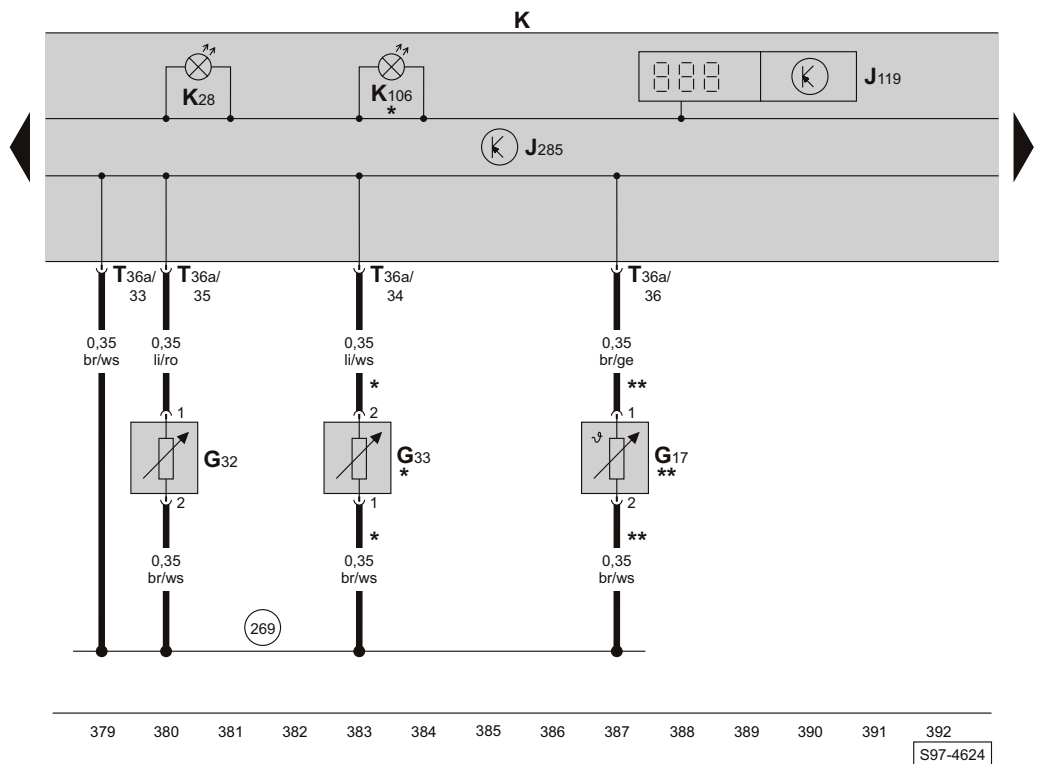 K
K28
K106
*
J119
J285
T36a/
33
T36a/
35
T36a/
34
T36a/
36
0,35
br/ws
0,35
li/ro
0,35
li/ws
0,35
br/ge
*
**
1
2
1
G32
G33
*
ϑ
G17
**
2
1
2
*
**
0,35
br/ws
0,35
br/ws
0,35
br/ws
269
379 380 381 382 383 384 385 386 387 388 389 390 391 392
S97-4624